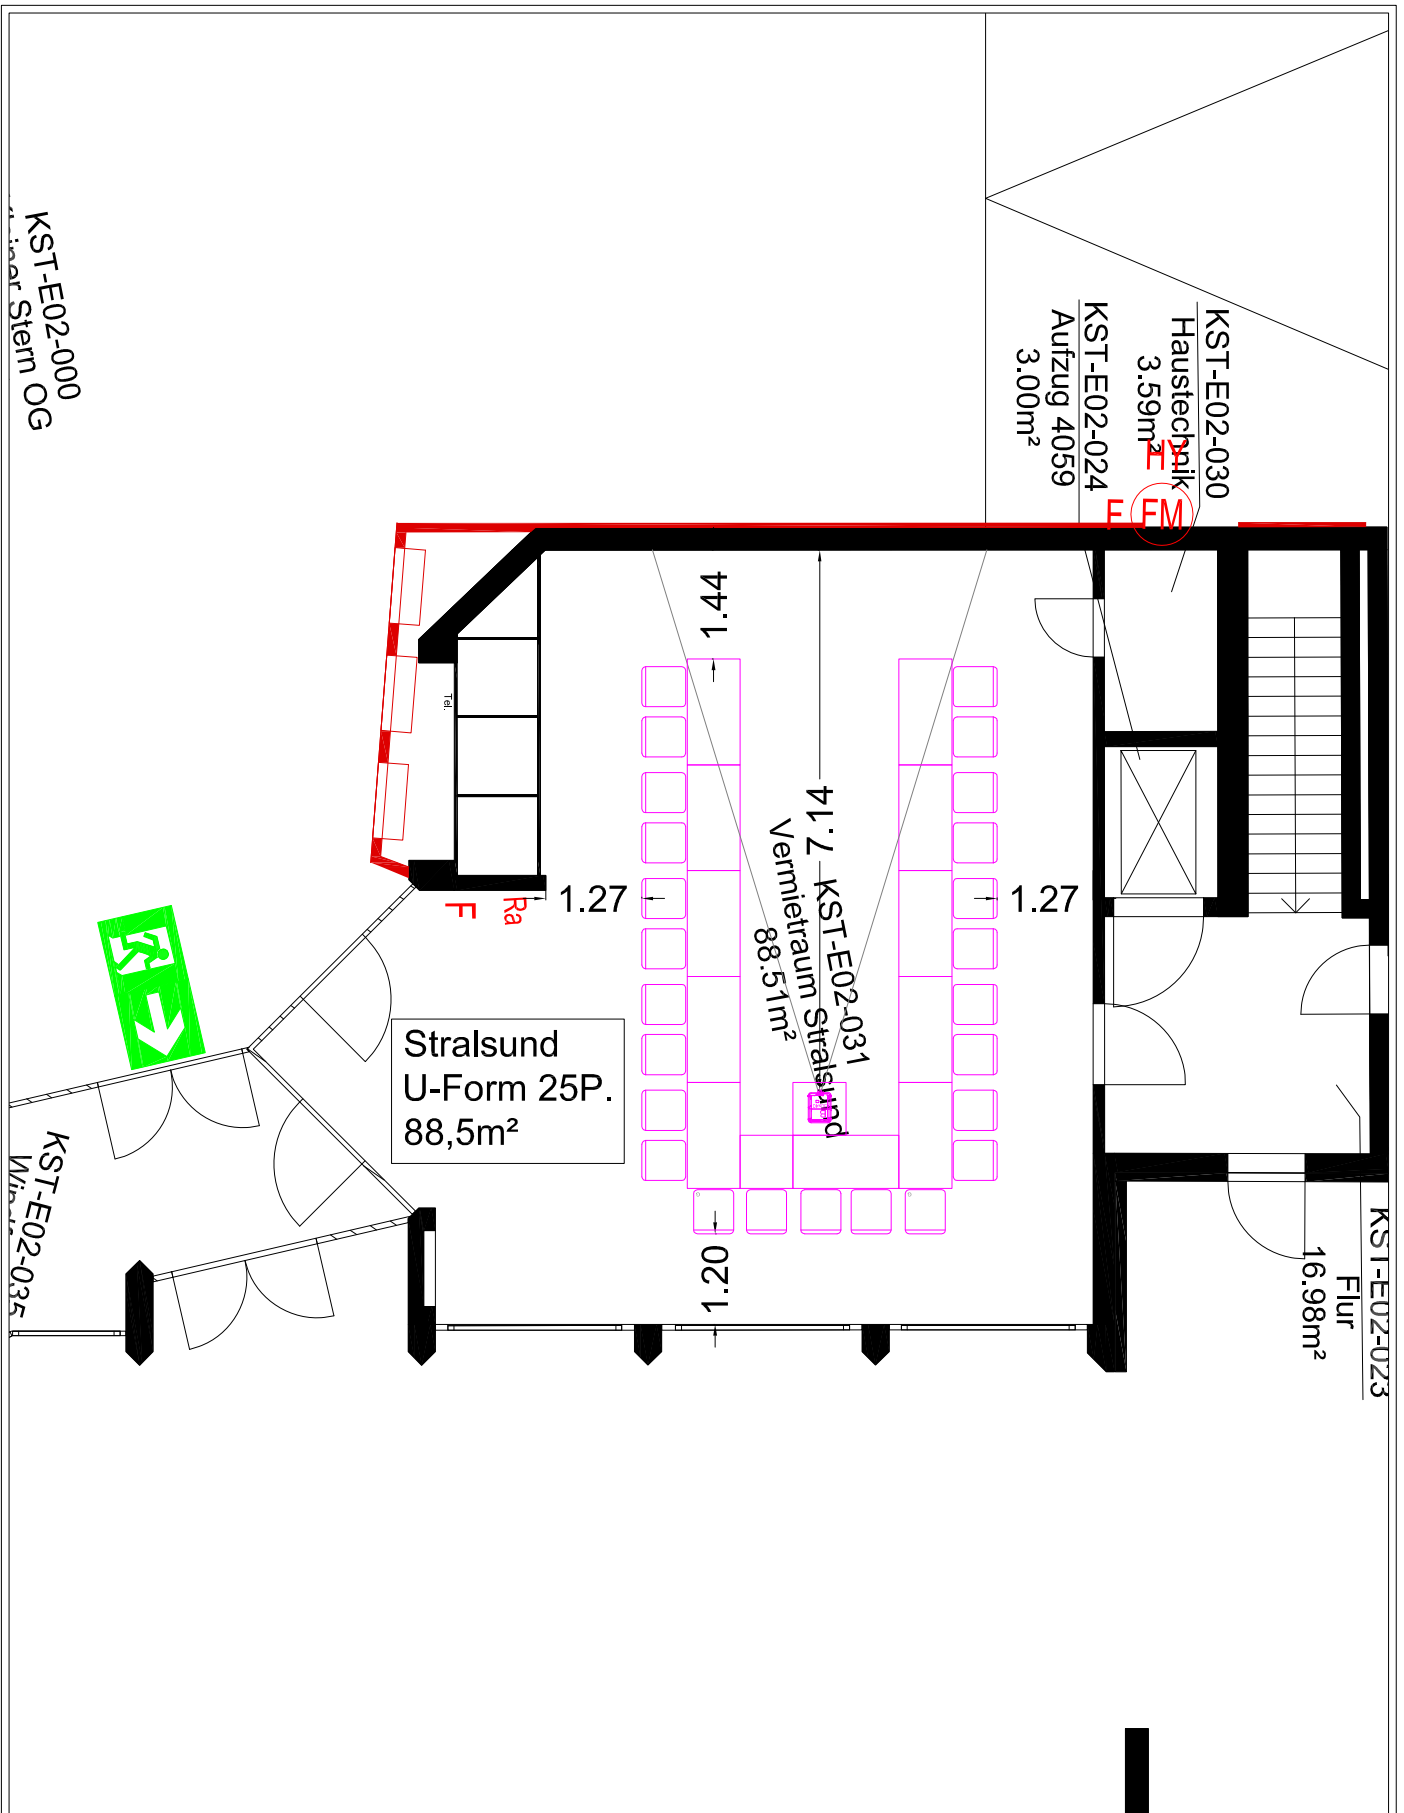 KST-E02-000
Stern OG
KST-E02-030
Haustechnik
3.59m²
KST-E02-024
Aufzug 4059
3.00m²
HY
F
FM
1.44
Tel.
7.14
KST-E02-031
Vermietraum Stralsund
88.51m²
1.27
1.27
F
Ra
Stralsund
U-Form 25P.
88,5m²
KST-E02-035
1.20
KST-E02-023
Flur
16.98m²